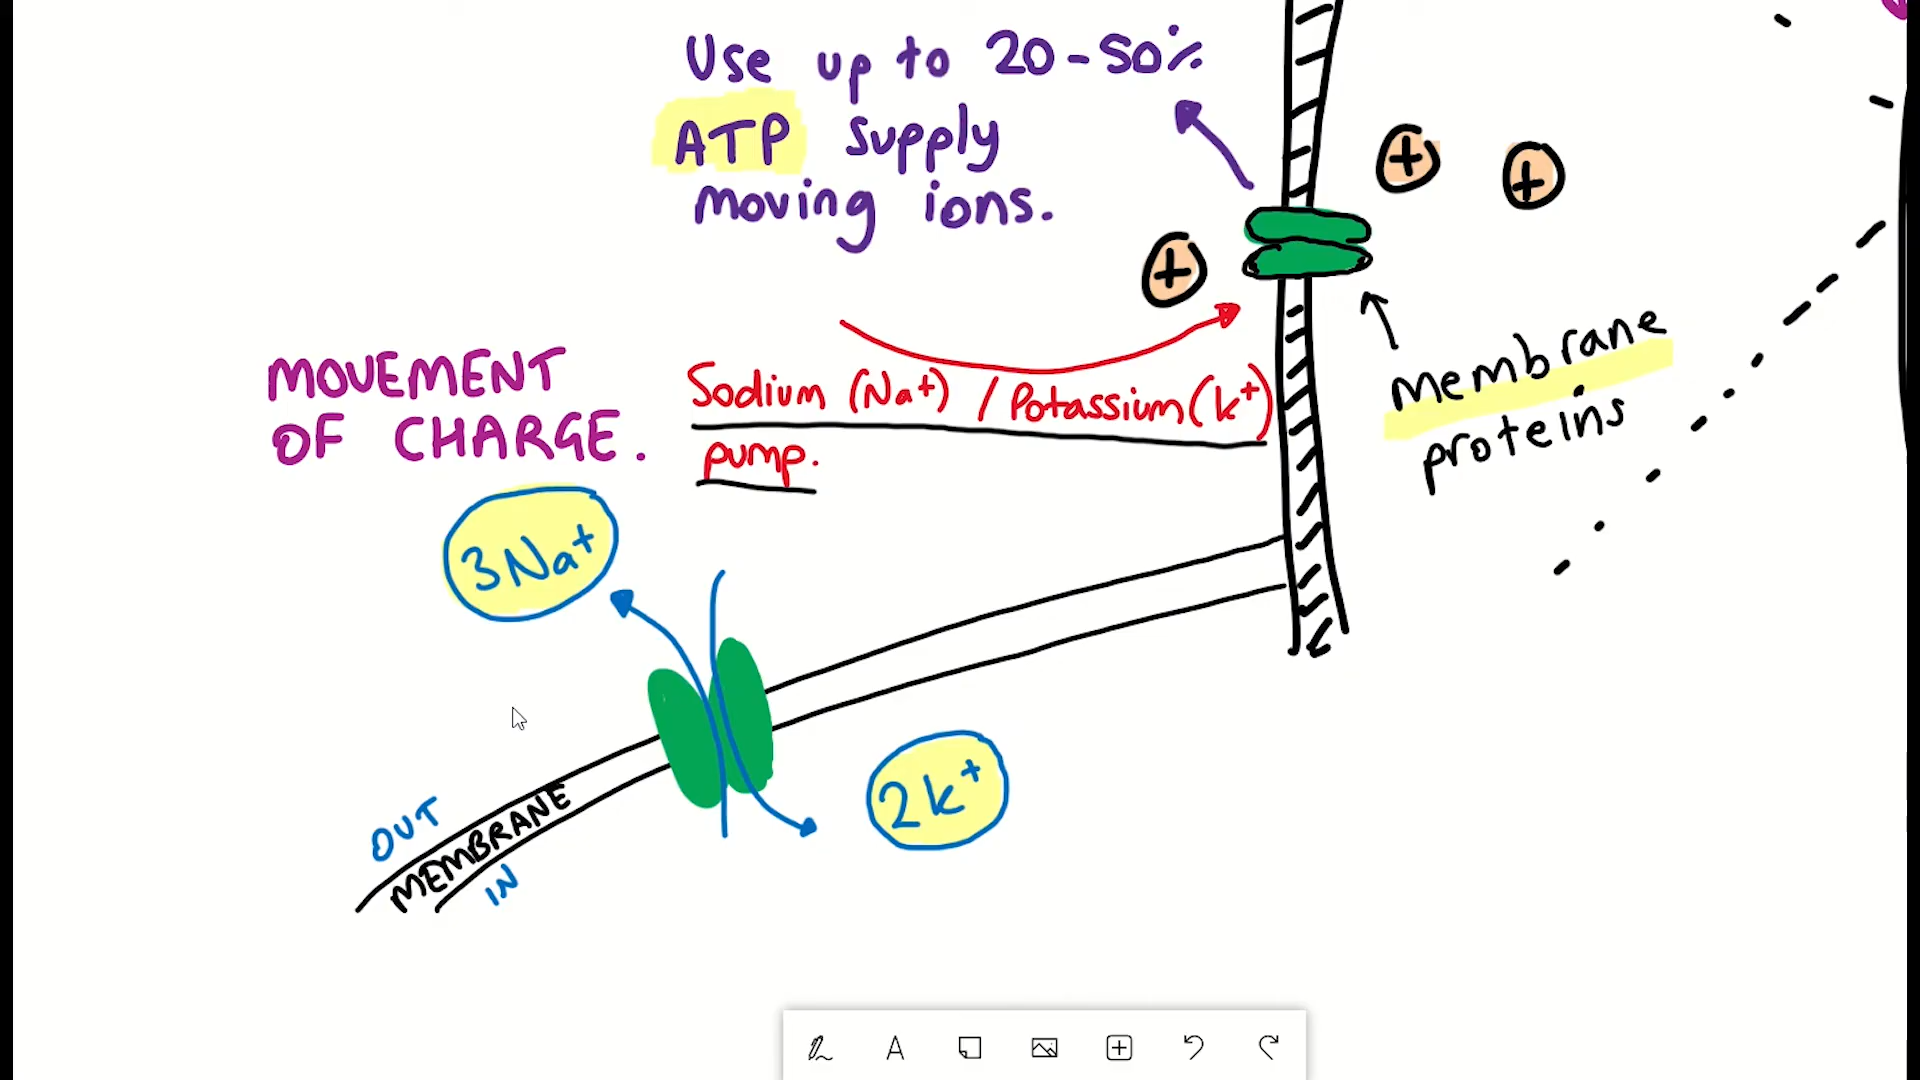 Use up to 20-50%
ATP supply
moving ions.
MOVEMENT
OF CHARGE.
Sodium (Na+) / Potassium (k+)
pump.
membrane
proteins
3Na+
2k+
OUT
MEMBRANE
IN
A